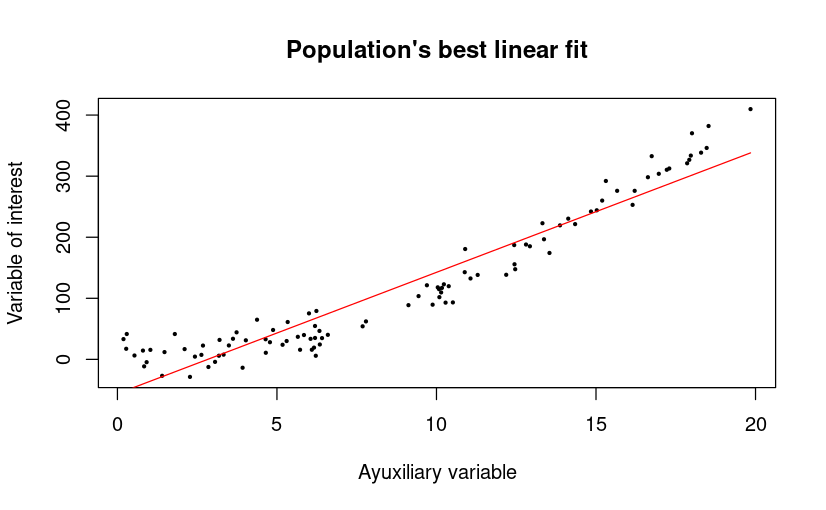 Population's best linear fit
400
300
200
100
0
Variable of interest
0 5 10 15 20
Ayuxiliary variable